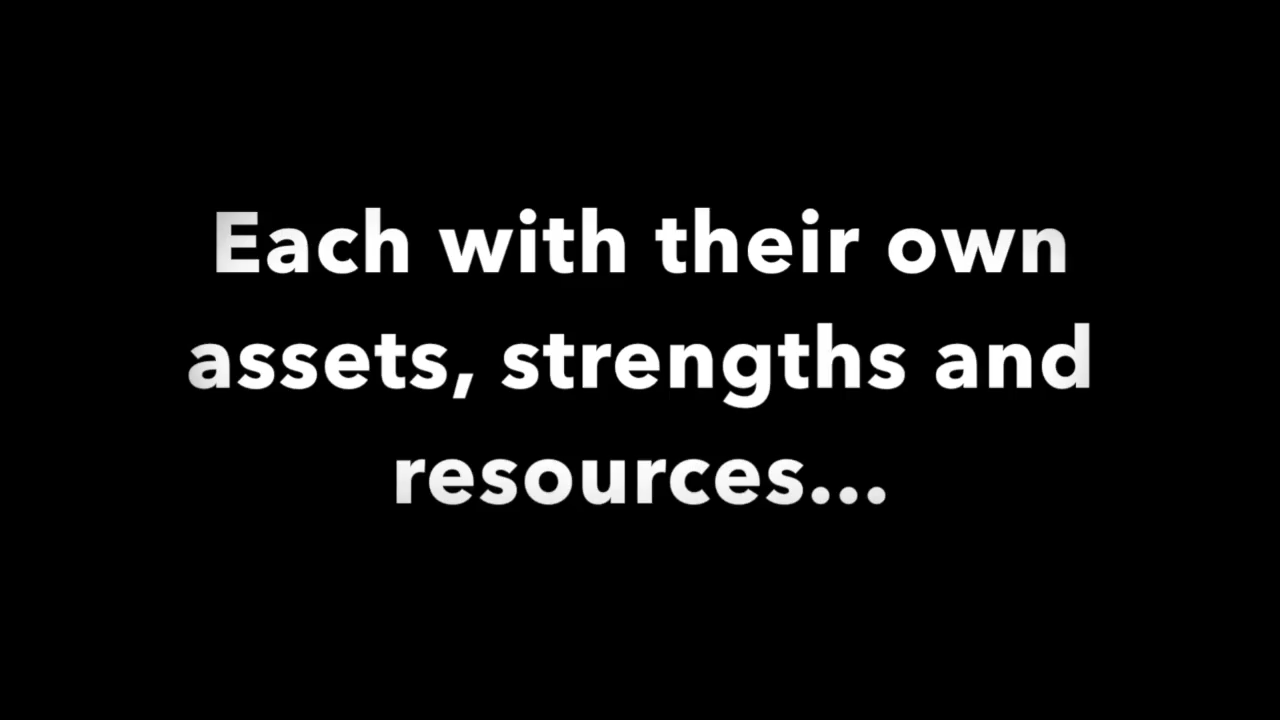 Each with their own
assets, strengths and
resources...